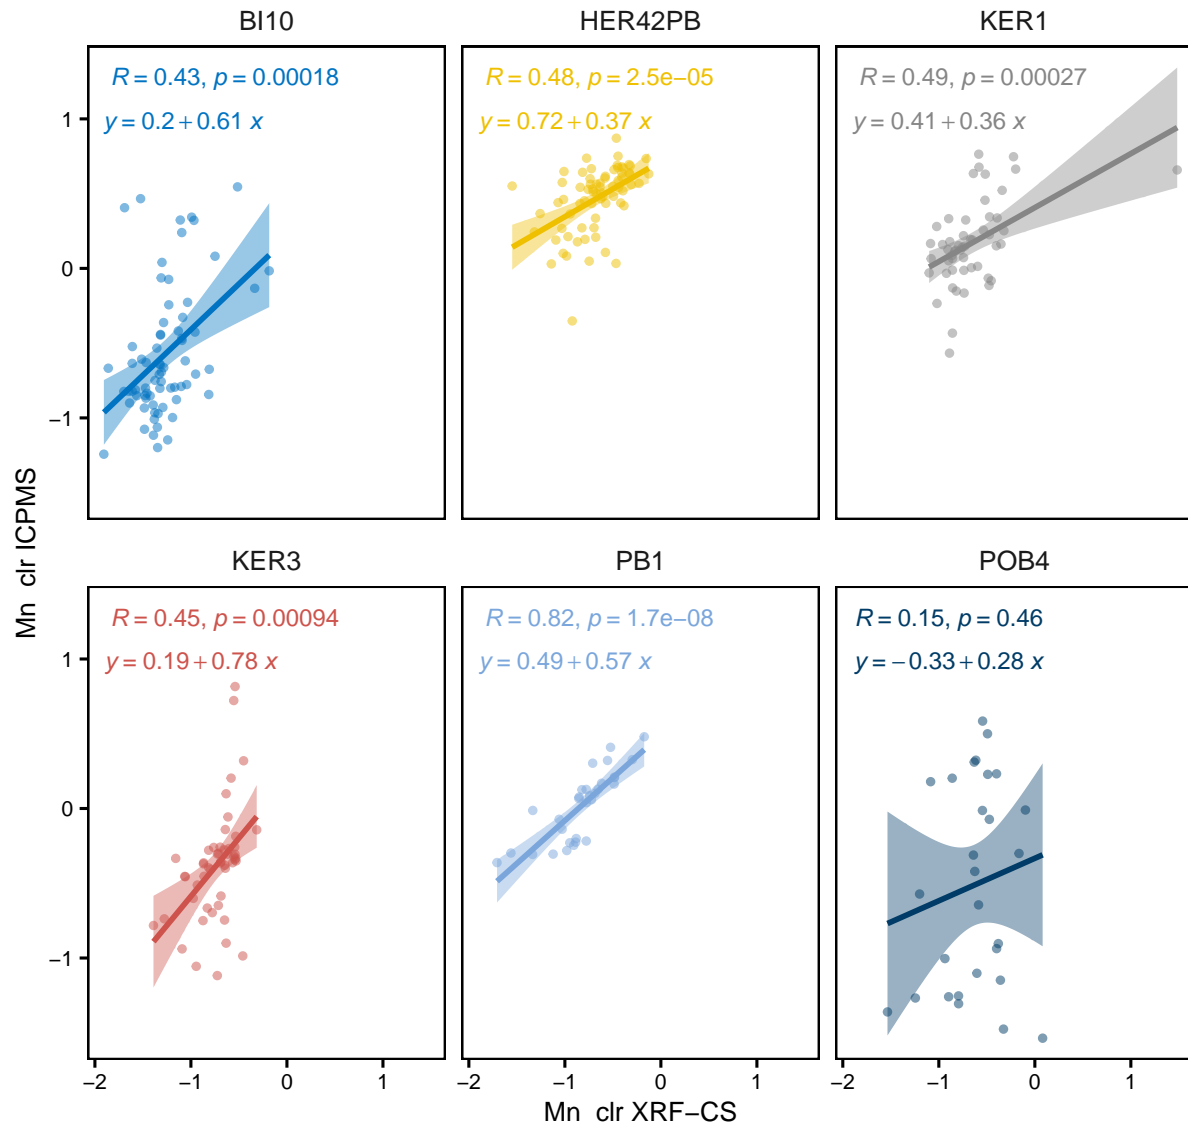 BI10 HER42PB KER1
R = 0.43, p = 0.00018 R = 0.48, p = 2.5e−05 R = 0.49, p = 0.00027
y = 0.2 + 0.61 x y = 0.72 + 0.37 x y = 0.41 + 0.36 x
1
0
−1
KER3 PB1 POB4
R = 0.45, p = 0.00094 R = 0.82, p = 1.7e−08 R = 0.15, p = 0.46
y = 0.19 + 0.78 x y = 0.49 + 0.57 x y = −0.33 + 0.28 x
1
0
−1
−2 −1 0 1 −2 −1 0 1 −2 −1 0 1
Mn clr XRF−CS
Mn clr ICPMS